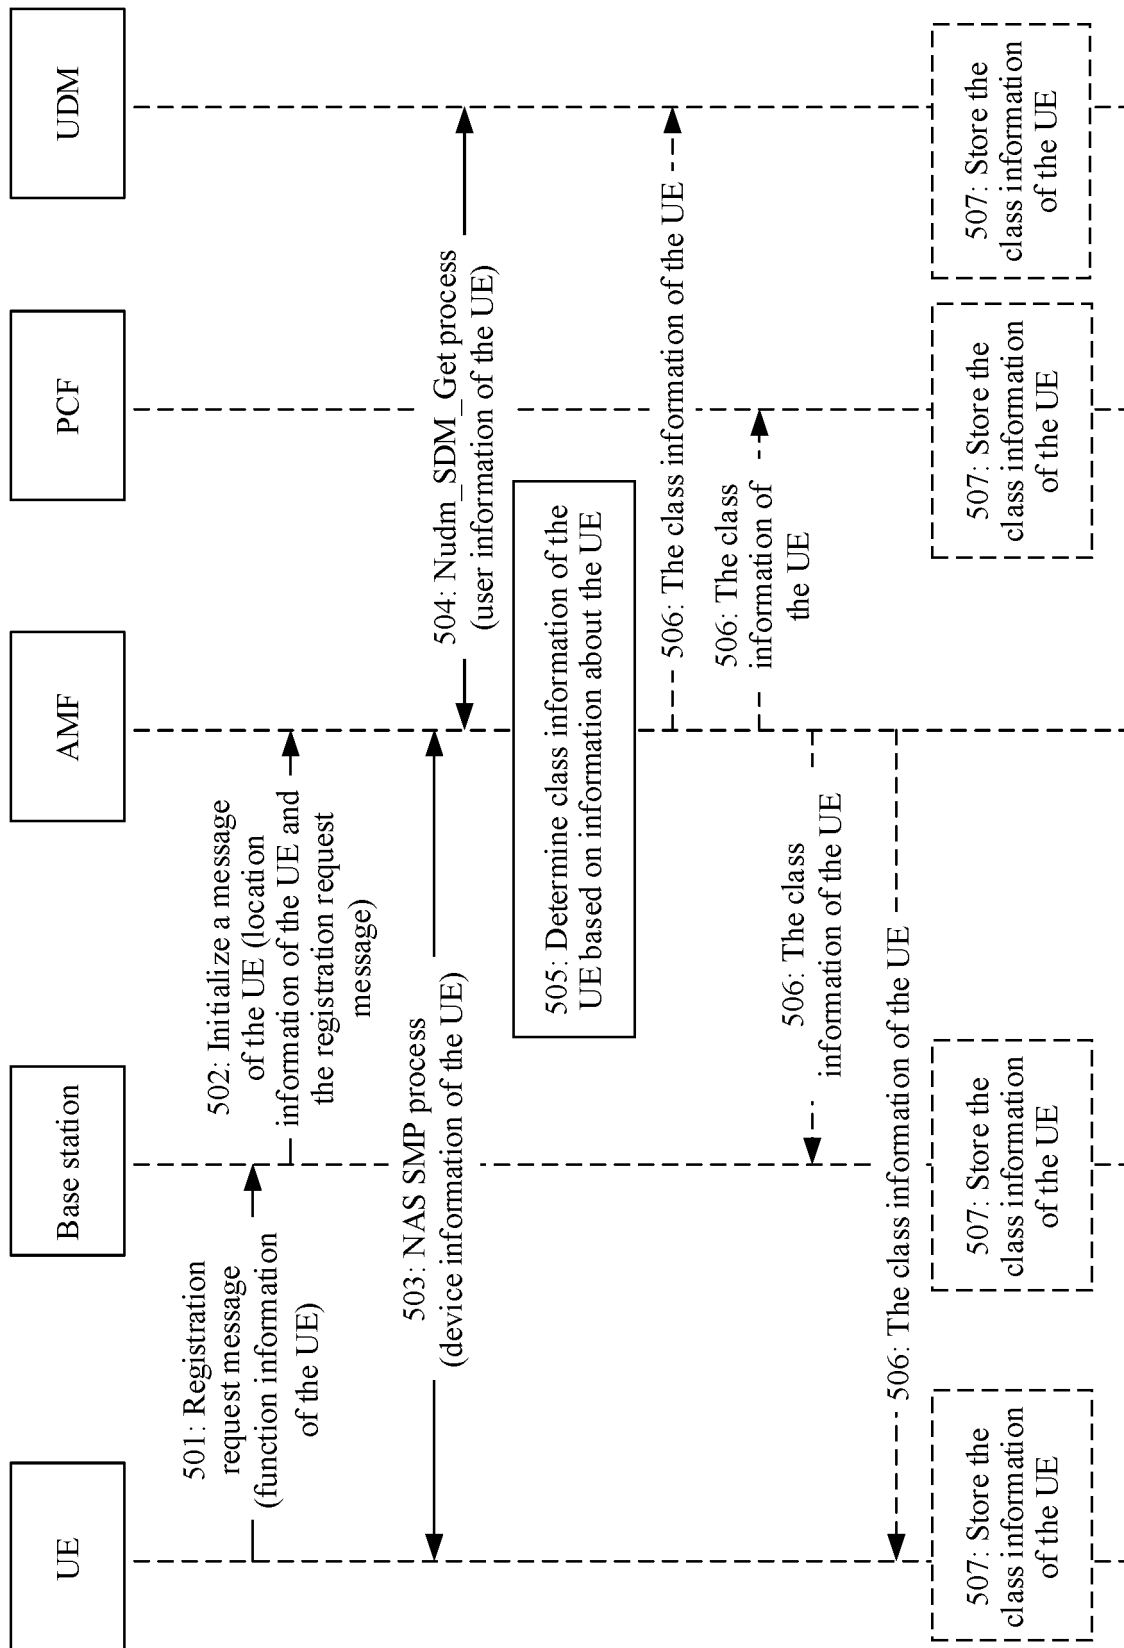 UE
Base station
AMF
PCF
UDM
501: Registration
request message
(function information
of the UE)
502: Initialize a message
of the UE (location
information of the UE and
the registration request
message)
503: NAS SMP process
(device information of the UE)
504: Nudm_SDM_Get process
(user information of the UE)
505: Determine class information of the
UE based on information about the UE
506: The class information of the UE
506: The class
information of
the UE
506: The class
information of the UE
506: The class information of the UE
507: Store the
class information
of the UE
507: Store the
class information
of the UE
507: Store the
class information
of the UE
507: Store the
class information
of the UE